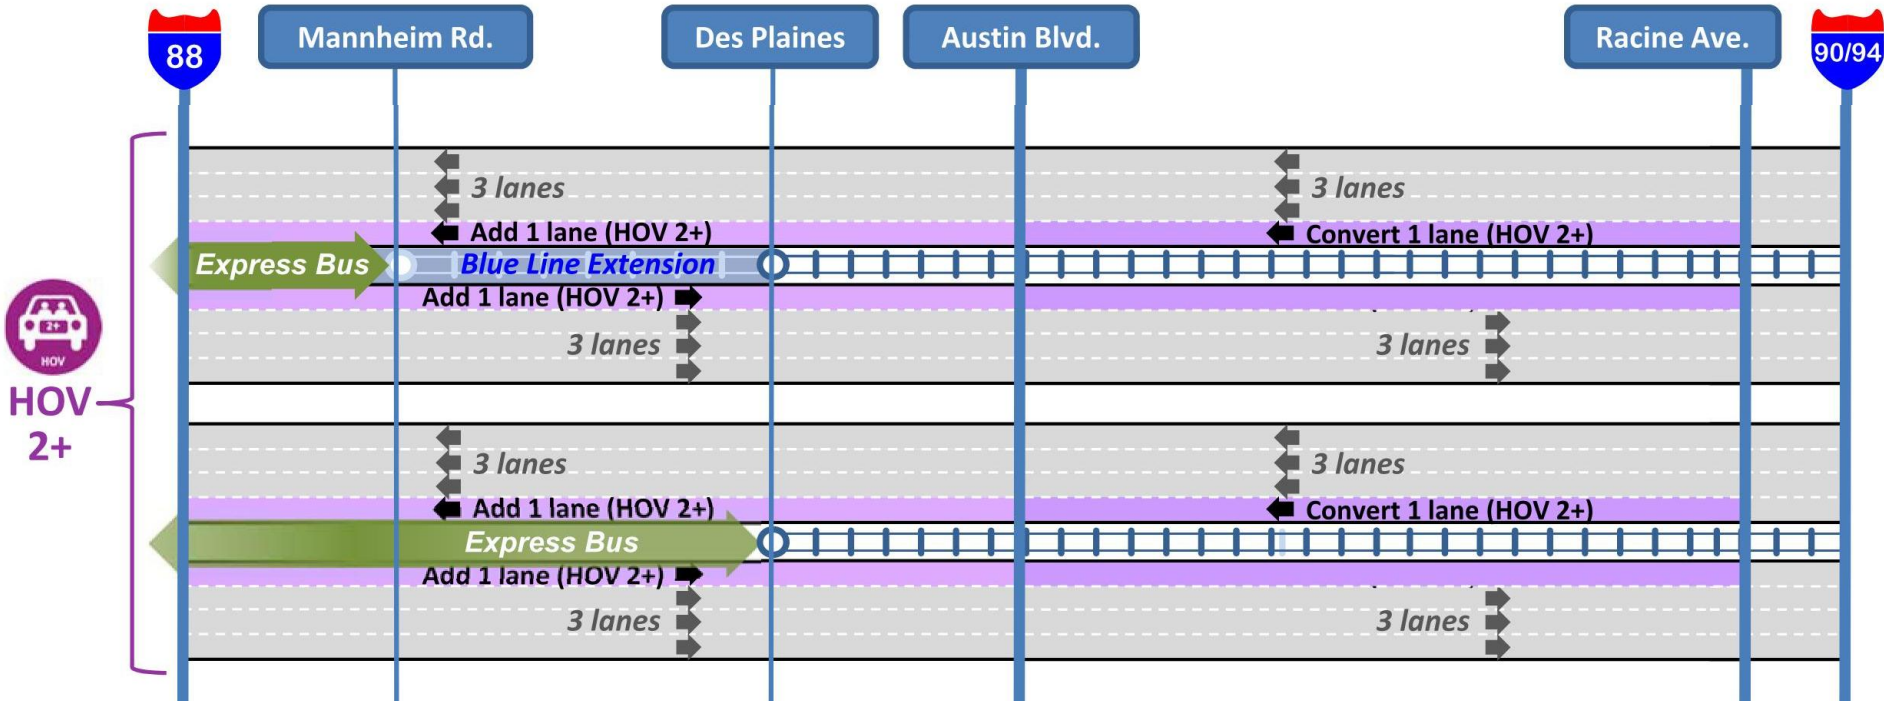 88
Mannheim Rd.
Des Plaines
Austin Blvd.
Racine Ave.
90/94
3 lanes
3 lanes
Add 1 lane (HOV 2+)
Convert 1 lane (HOV 2+)
Express Bus
Blue Line Extension
Add 1 lane (HOV 2+)
3 lanes
3 lanes
2+
HOV
HOV
2+
3 lanes
3 lanes
Add 1 lane (HOV 2+)
Convert 1 lane (HOV 2+)
Express Bus
Add 1 lane (HOV 2+)
3 lanes
3 lanes